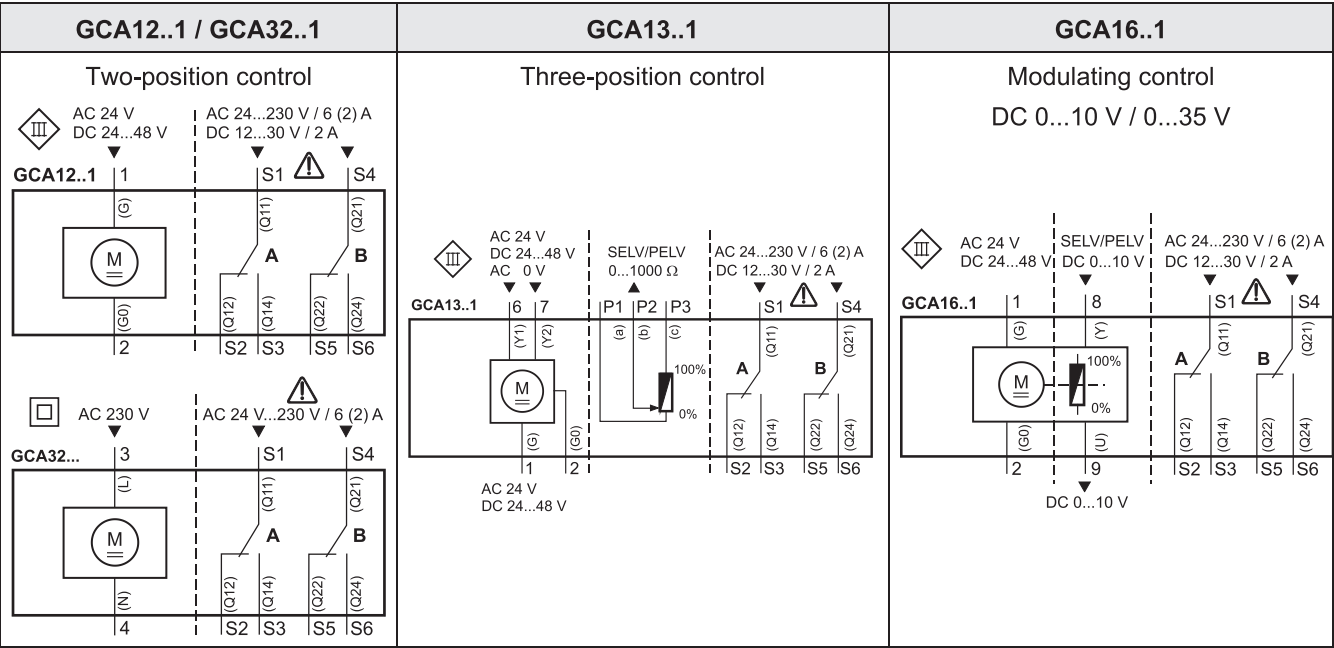 GCA12..1 / GCA32..1
Two-position control
III
AC 24 V
DC 24...48 V
AC 24...230 V / 6 (2) A
DC 12...30 V / 2 A
GCA12..1
1
S1
S4
(G)
(Q11)
(Q21)
M
A
B
(G0)
(Q12)
(Q14)
(Q22)
(Q24)
2
S2
S3
S5
S6
AC 230 V
AC 24 V...230 V / 6 (2) A
GCA32...
3
S1
S4
(L)
(Q11)
(Q21)
M
A
B
(N)
(Q12)
(Q14)
(Q22)
(Q24)
4
S2
S3
S5
S6
GCA13..1
Three-position control
III
AC 24 V
DC 24...48 V
AC 0 V
SELV/PELV
0...1000 Ω
AC 24...230 V / 6 (2) A
DC 12...30 V / 2 A
GCA13..1
6
7
P1
P2
P3
S1
S4
(Y1)
(Y2)
(a)
(b)
(c)
(Q11)
(Q21)
M
100%
0%
A
B
(G)
(G0)
(Q12)
(Q14)
(Q22)
(Q24)
1
2
S2
S3
S5
S6
AC 24 V
DC 24...48 V
GCA16..1
Modulating control
DC 0...10 V / 0...35 V
III
AC 24 V
DC 24...48 V
SELV/PELV
DC 0...10 V
AC 24...230 V / 6 (2) A
DC 12...30 V / 2 A
GCA16..1
1
8
S1
S4
(G)
(Y)
(Q11)
(Q21)
M
100%
0%
A
B
(G0)
(U)
(Q12)
(Q14)
(Q22)
(Q24)
2
9
S2
S3
S5
S6
DC 0...10 V